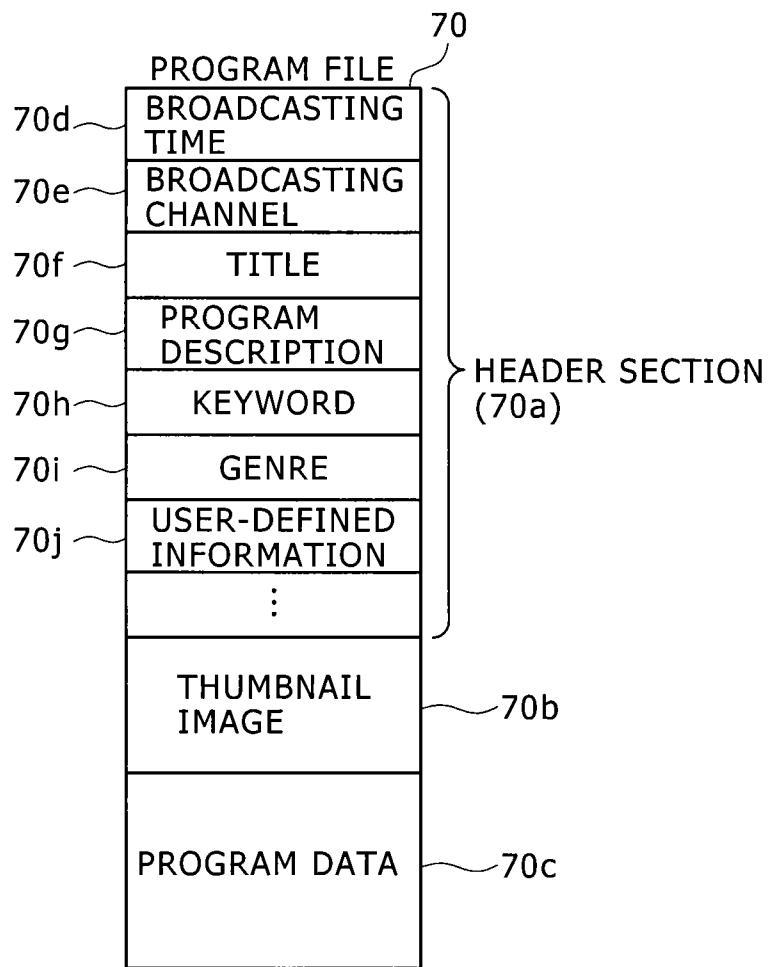 70
PROGRAM FILE
70d
BROADCASTING
TIME
70e
BROADCASTING
CHANNEL
70f
TITLE
70g
PROGRAM
DESCRIPTION
70h
KEYWORD
70i
GENRE
70j
USER-DEFINED
INFORMATION
⋮
HEADER SECTION
(70a)
THUMBNAIL
IMAGE
70b
PROGRAM DATA
70c